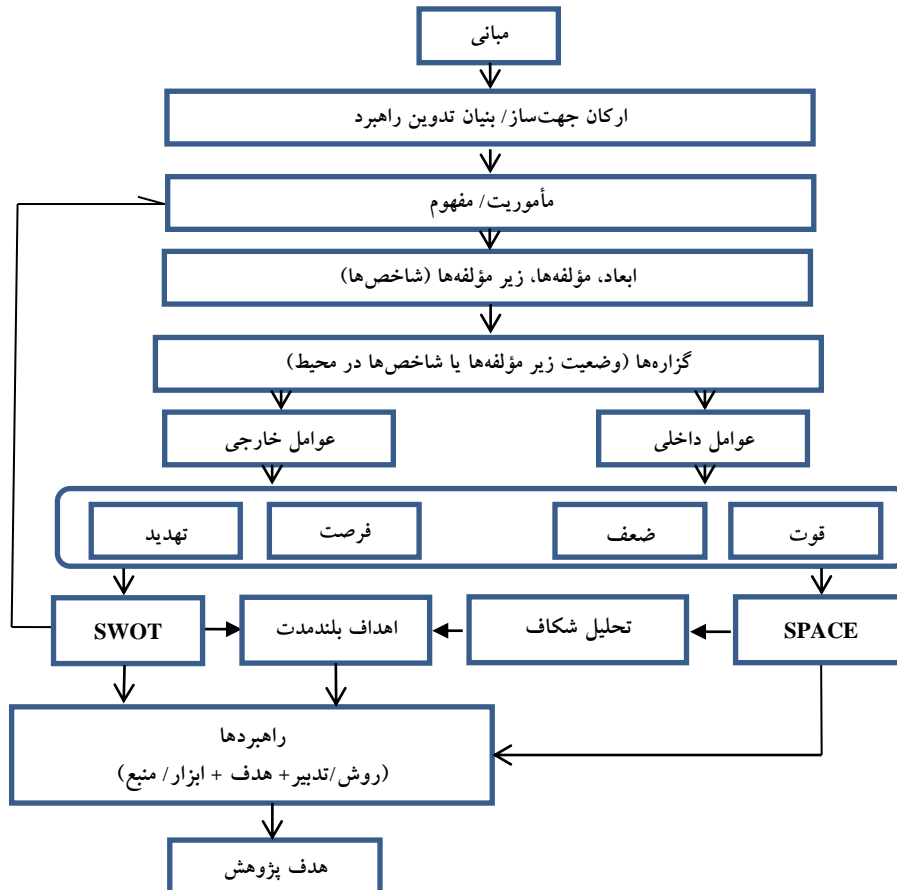 مبانی
ارکان جهت‌ساز/ بنیان تدوین راهبرد
مأموریت/ مفهوم
ابعاد، مؤلفه‌ها، زیر مؤلفه‌ها (شاخص‌ها)
گزاره‌ها (وضعیت زیر مؤلفه‌ها یا شاخص‌ها در محیط)
عوامل داخلی
عوامل خارجی
قوت
ضعف
فرصت
تهدید
SPACE
تحلیل شکاف
اهداف بلندمدت
SWOT
راهبردها
(روش/تدبیر+ هدف + ابزار/ منبع)
هدف پژوهش